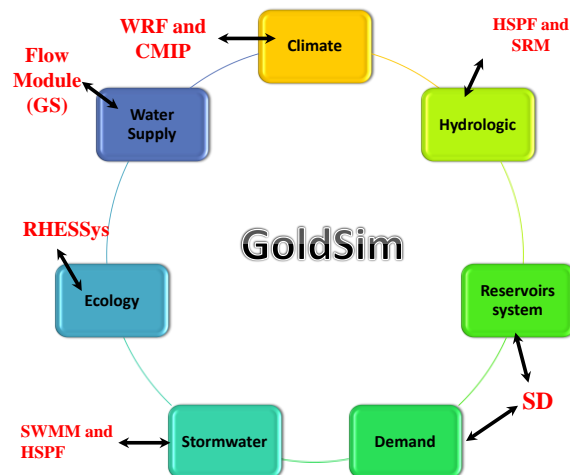 WRF and
CMIP
Climate
HSPF and
SRM
Flow
Module
(GS)
Water
Supply
Hydrologic
RHESSys
GoldSim
Ecology
Reservoirs
system
SD
SWMM and
HSPF
Stormwater
Demand